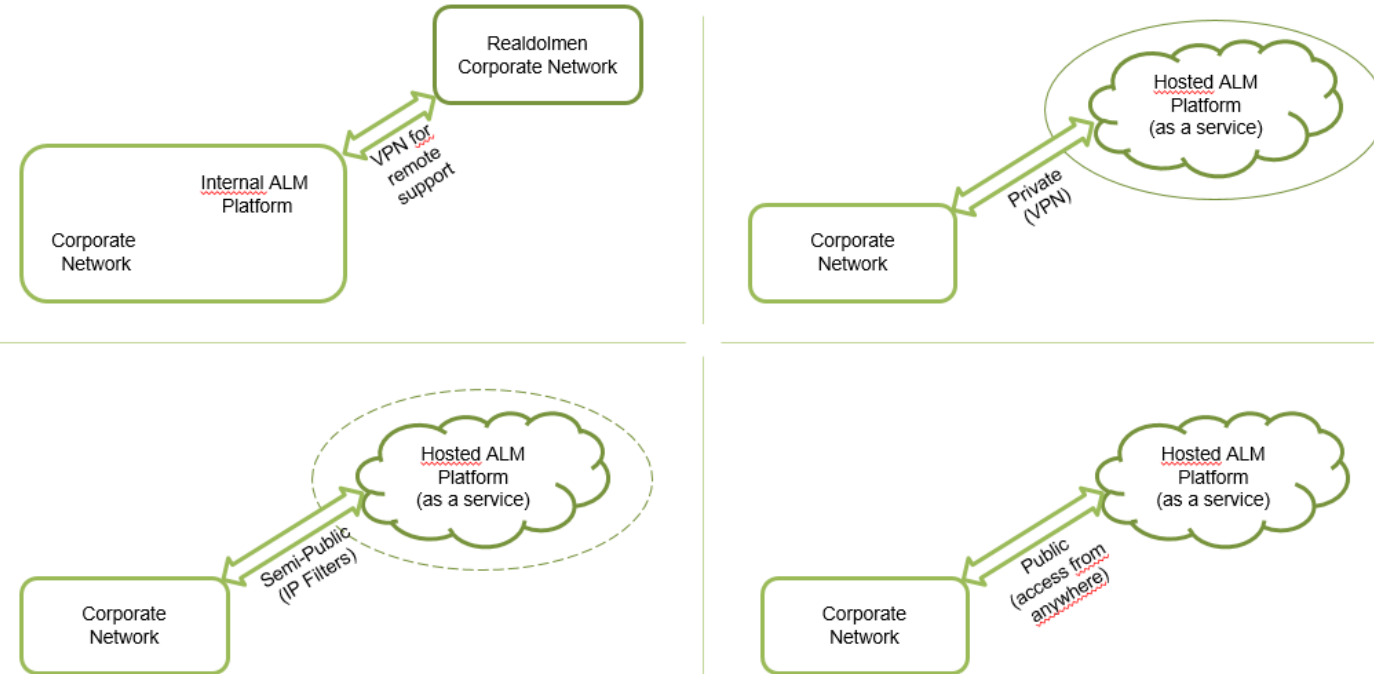 Realdolmen
Corporate Network
VPN for
remote
support
Internal ALM
Platform
Corporate
Network
Hosted ALM
Platform
(as a service)
Private
(VPN)
Corporate
Network
Hosted ALM
Platform
(as a service)
Semi-Public
(IP Filters)
Corporate
Network
Hosted ALM
Platform
(as a service)
Public
(access from
anywhere)
Corporate
Network